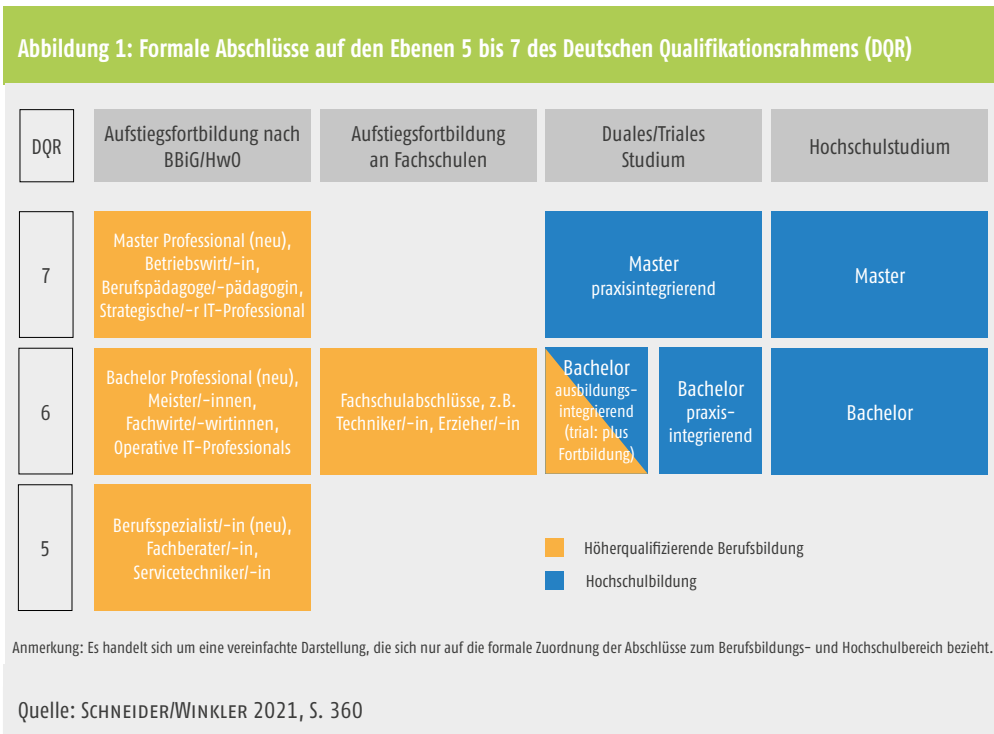 Abbildung 1: Formale Abschlüsse auf den Ebenen 5 bis 7 des Deutschen Qualifikationsrahmens (DQR)
DQR
Aufstiegsfortbildung nach
BBiG/HwO
Aufstiegsfortbildung
an Fachschulen
Duales/Triales
Studium
Hochschulstudium
7
Master Professional (neu),
Betriebswirt/-in,
Berufspädagoge/-pädagogin,
Strategische/-r IT-Professional
Master
praxisintegrierend
Master
6
Bachelor Professional (neu),
Meister/-innen,
Fachwirte/-wirtinnen,
Operative IT-Professionals
Fachschulabschlüsse, z.B.
Techniker/-in, Erzieher/-in
Bachelor
ausbildungs-
integrierend
(trial: plus
Fortbildung)
Bachelor
praxis-
integrierend
Bachelor
5
Berufsspezialist/-in (neu),
Fachberater/-in,
Servicetechniker/-in
Höherqualifizierende Berufsbildung
Hochschulbildung
Anmerkung: Es handelt sich um eine vereinfachte Darstellung, die sich nur auf die formale Zuordnung der Abschlüsse zum Berufsbildungs- und Hochschulbereich bezieht.
Quelle: SCHNEIDER/WINKLER 2021, S. 360